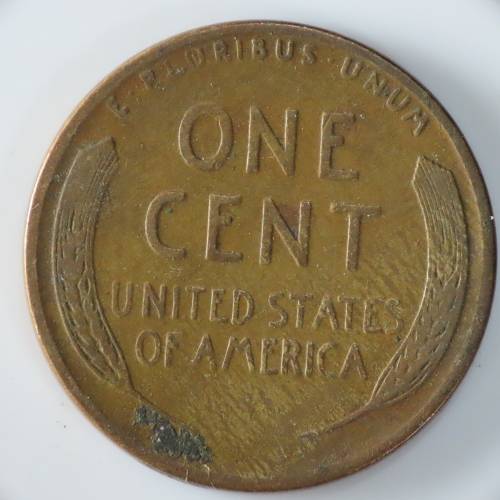 E PLURIBUS UNUM
ONE
CENT
UNITED STATES
OF AMERICA